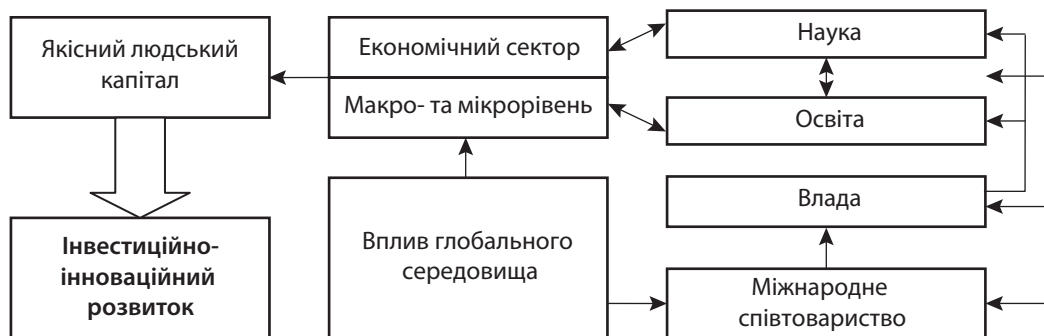 Якісний людський
капітал
Економічний сектор
Макро- та мікрорівень
Наука
Освіта
Влада
Вплив глобального
середовища
Міжнародне
співтовариство
Інвестиційно-
інноваційний
розвиток